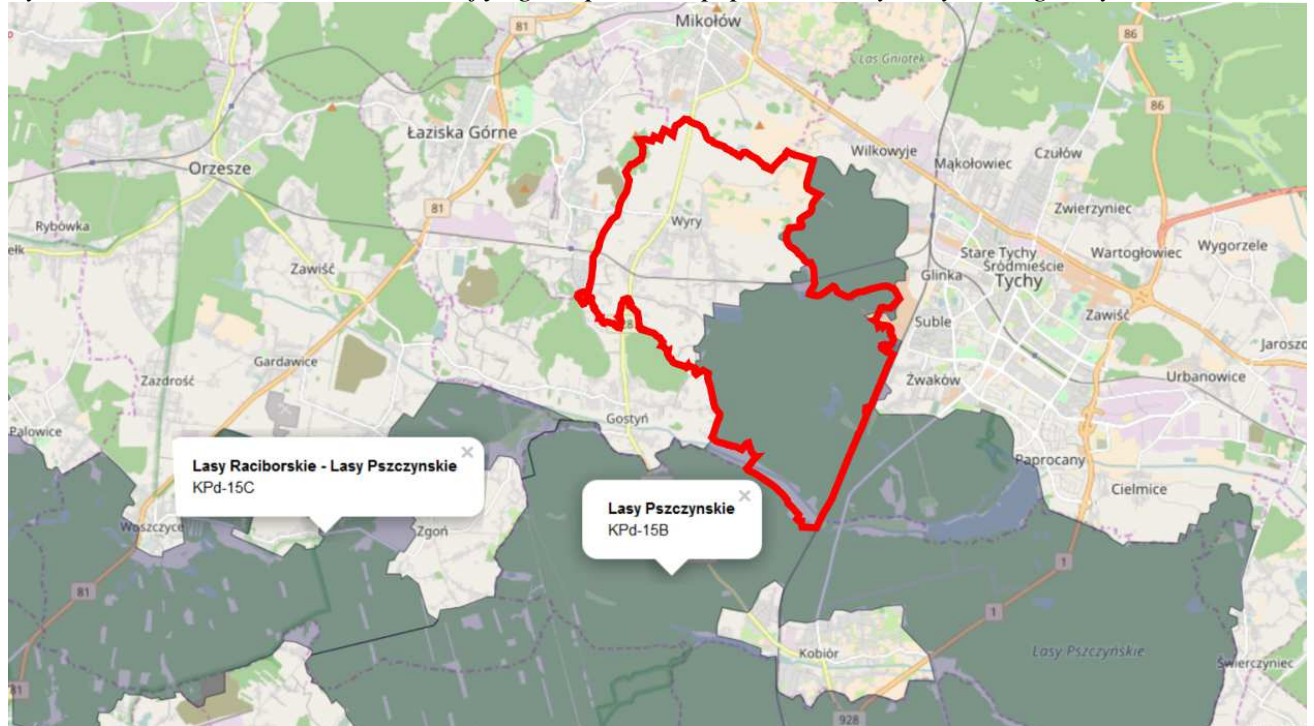 Mikołów
81
86
Las Gniotek
Łaziska Górne
Wilkowyje
Mąkołowiec
Czułów
86
Orzesze
81
Zwierzyniec
Rybówka
Wyry
Stare Tychy
Śródmieście
Wartogłowiec
Wygorzele
Zawiść
Glinka
Tychy
Suble
Zawiść
Gardawice
Jaroszo
Zazdrość
Żwaków
Urbanowice
Palowice
Gostyń
Lasy Raciborskie - Lasy Pszczynskie
KPd-15C
Paprocany
Cielmice
Lasy Pszczynskie
KPd-15B
Woszczyce
Zgoń
1
81
1
Kobiór
Lasy Pszczyńskie
Świerczyniec
81
928